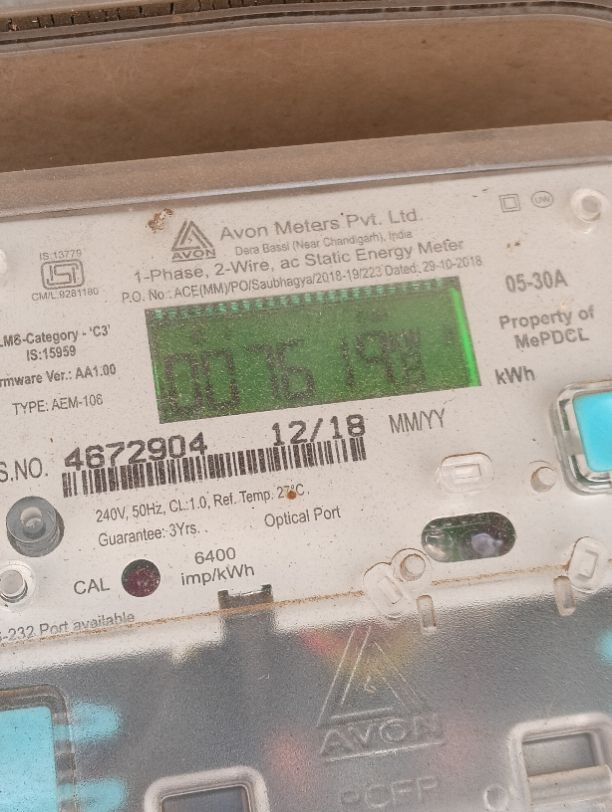 Avon Meters Pvt. Ltd.
Dera Bassi (Near Chandigarh), India
AVON
1-Phase, 2-Wire, ac Static Energy Meter
P.O. No.: ACE(MM)/PO/Saubhagya/2018-19/223 Dated: 29-10-2018
UW
IS:13779
ISI
CM/L:9281180
05-30A
Property of
MePDCL
kWh
LM6-Category - 'C3'
IS:15959
rmware Ver.: AA1.00
TYPE: AEM-106
007619
S.NO. 4672904 12/18 MM/YY
240V, 50Hz, CL:1.0, Ref. Temp. 27°C,
Guarantee: 3Yrs. Optical Port
CAL
6400
imp/kWh
S-232 Port available
AVON